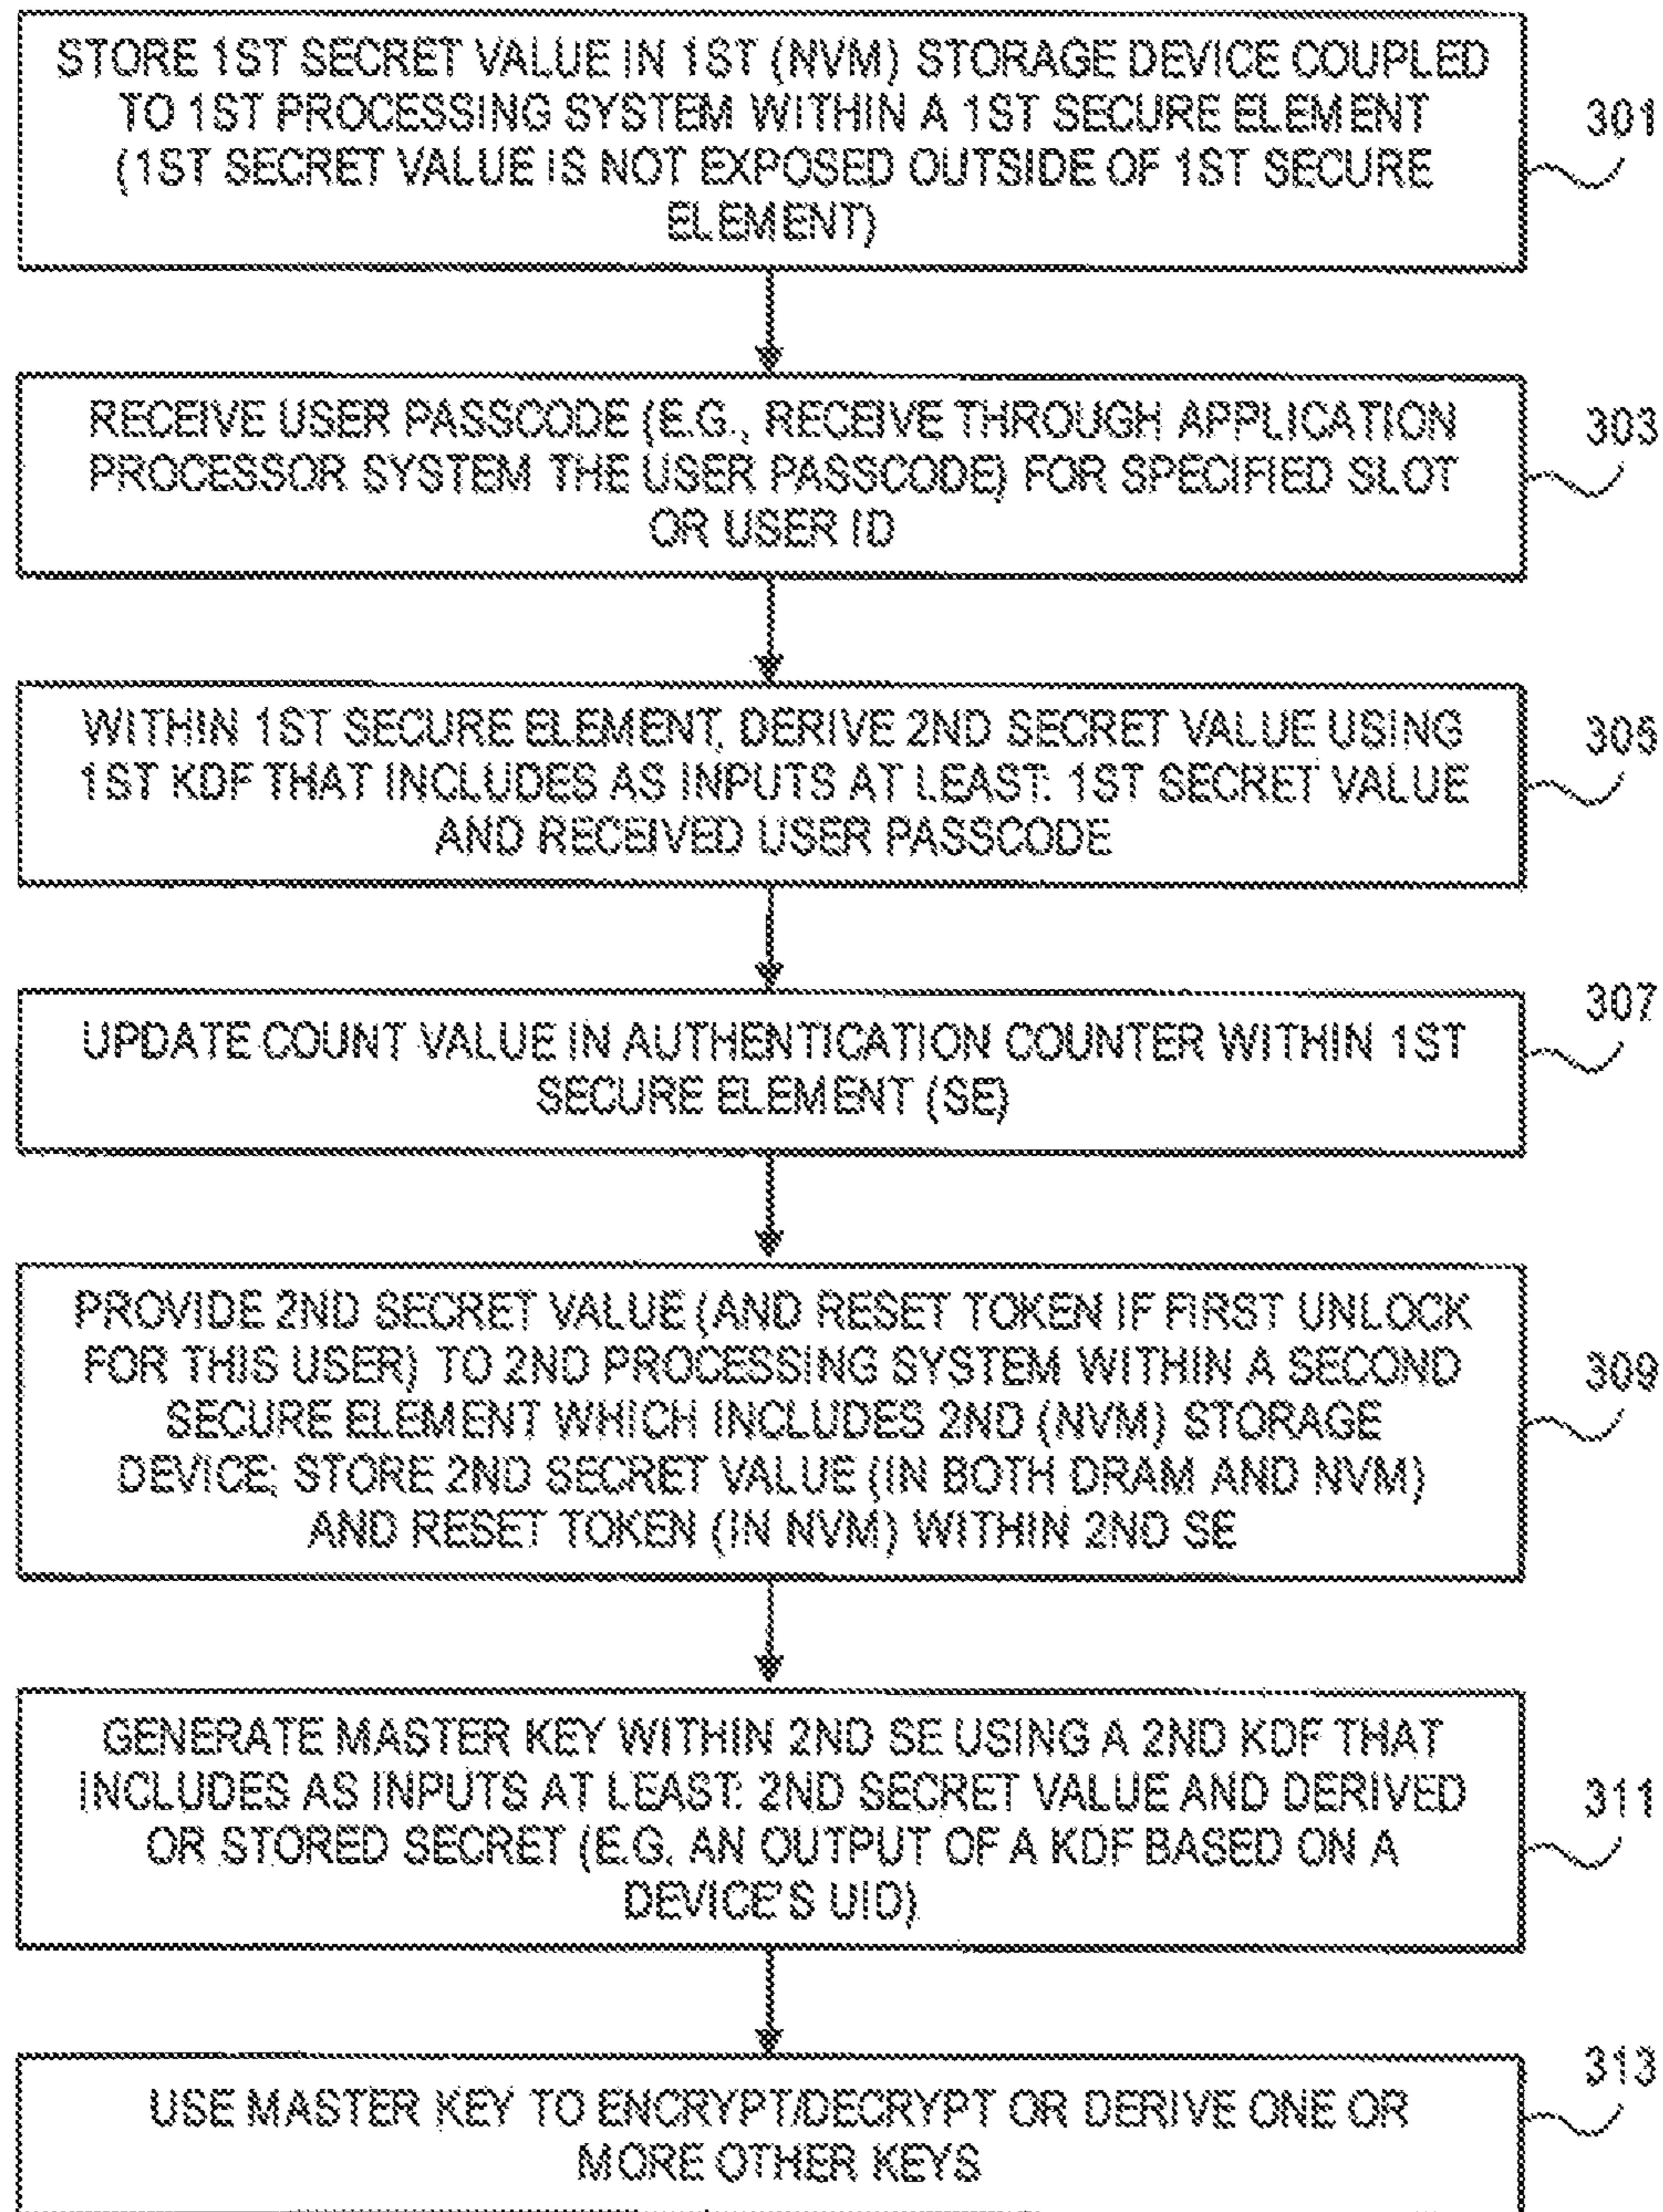 STORE 1ST SECRET VALUE IN 1ST (NVM) STORAGE DEVICE COUPLED
TO 1ST PROCESSING SYSTEM WITHIN A 1ST SECURE ELEMENT
(1ST SECRET VALUE IS NOT EXPOSED OUTSIDE OF 1ST SECURE
ELEMENT)
301
RECEIVE USER PASSCODE (E.G., RECEIVE THROUGH APPLICATION
PROCESSOR SYSTEM THE USER PASSCODE) FOR SPECIFIED SLOT
OR USER ID
303
WITHIN 1ST SECURE ELEMENT, DERIVE 2ND SECRET VALUE USING
1ST KDF THAT INCLUDES AS INPUTS AT LEAST: 1ST SECRET VALUE
AND RECEIVED USER PASSCODE
305
UPDATE COUNT VALUE IN AUTHENTICATION COUNTER WITHIN 1ST
SECURE ELEMENT (SE)
307
PROVIDE 2ND SECRET VALUE (AND RESET TOKEN IF FIRST UNLOCK
FOR THIS USER) TO 2ND PROCESSING SYSTEM WITHIN A SECOND
SECURE ELEMENT WHICH INCLUDES 2ND (NVM) STORAGE
DEVICE; STORE 2ND SECRET VALUE (IN BOTH DRAM AND NVM)
AND RESET TOKEN (IN NVM) WITHIN 2ND SE
309
GENERATE MASTER KEY WITHIN 2ND SE USING A 2ND KDF THAT
INCLUDES AS INPUTS AT LEAST: 2ND SECRET VALUE AND DERIVED
OR STORED SECRET (E.G. AN OUTPUT OF A KDF BASED ON A
DEVICE'S UID)
311
USE MASTER KEY TO ENCRYPT/DECRYPT OR DERIVE ONE OR
MORE OTHER KEYS
313